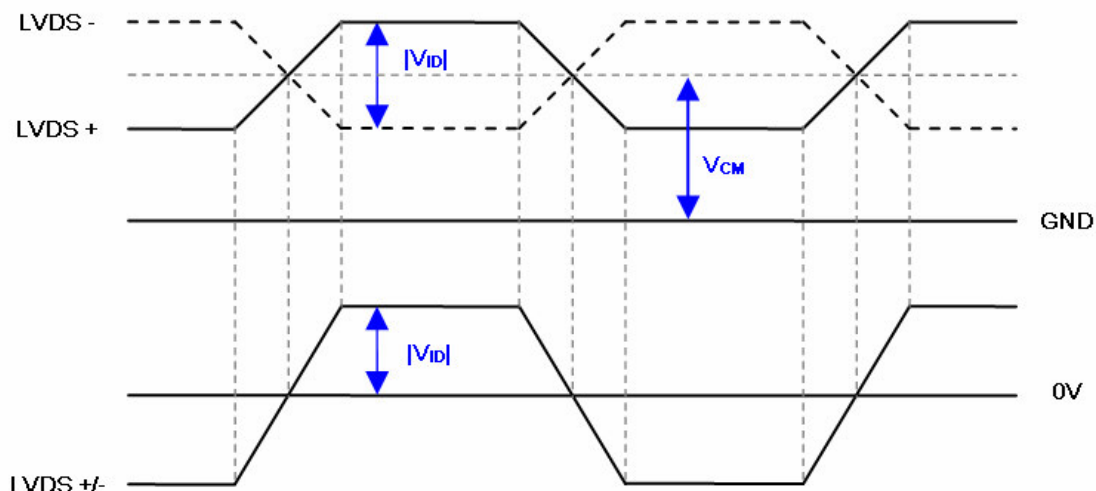 LVDS -
|VID|
LVDS +
VCM
GND
|VID|
0V
LVDS +/-